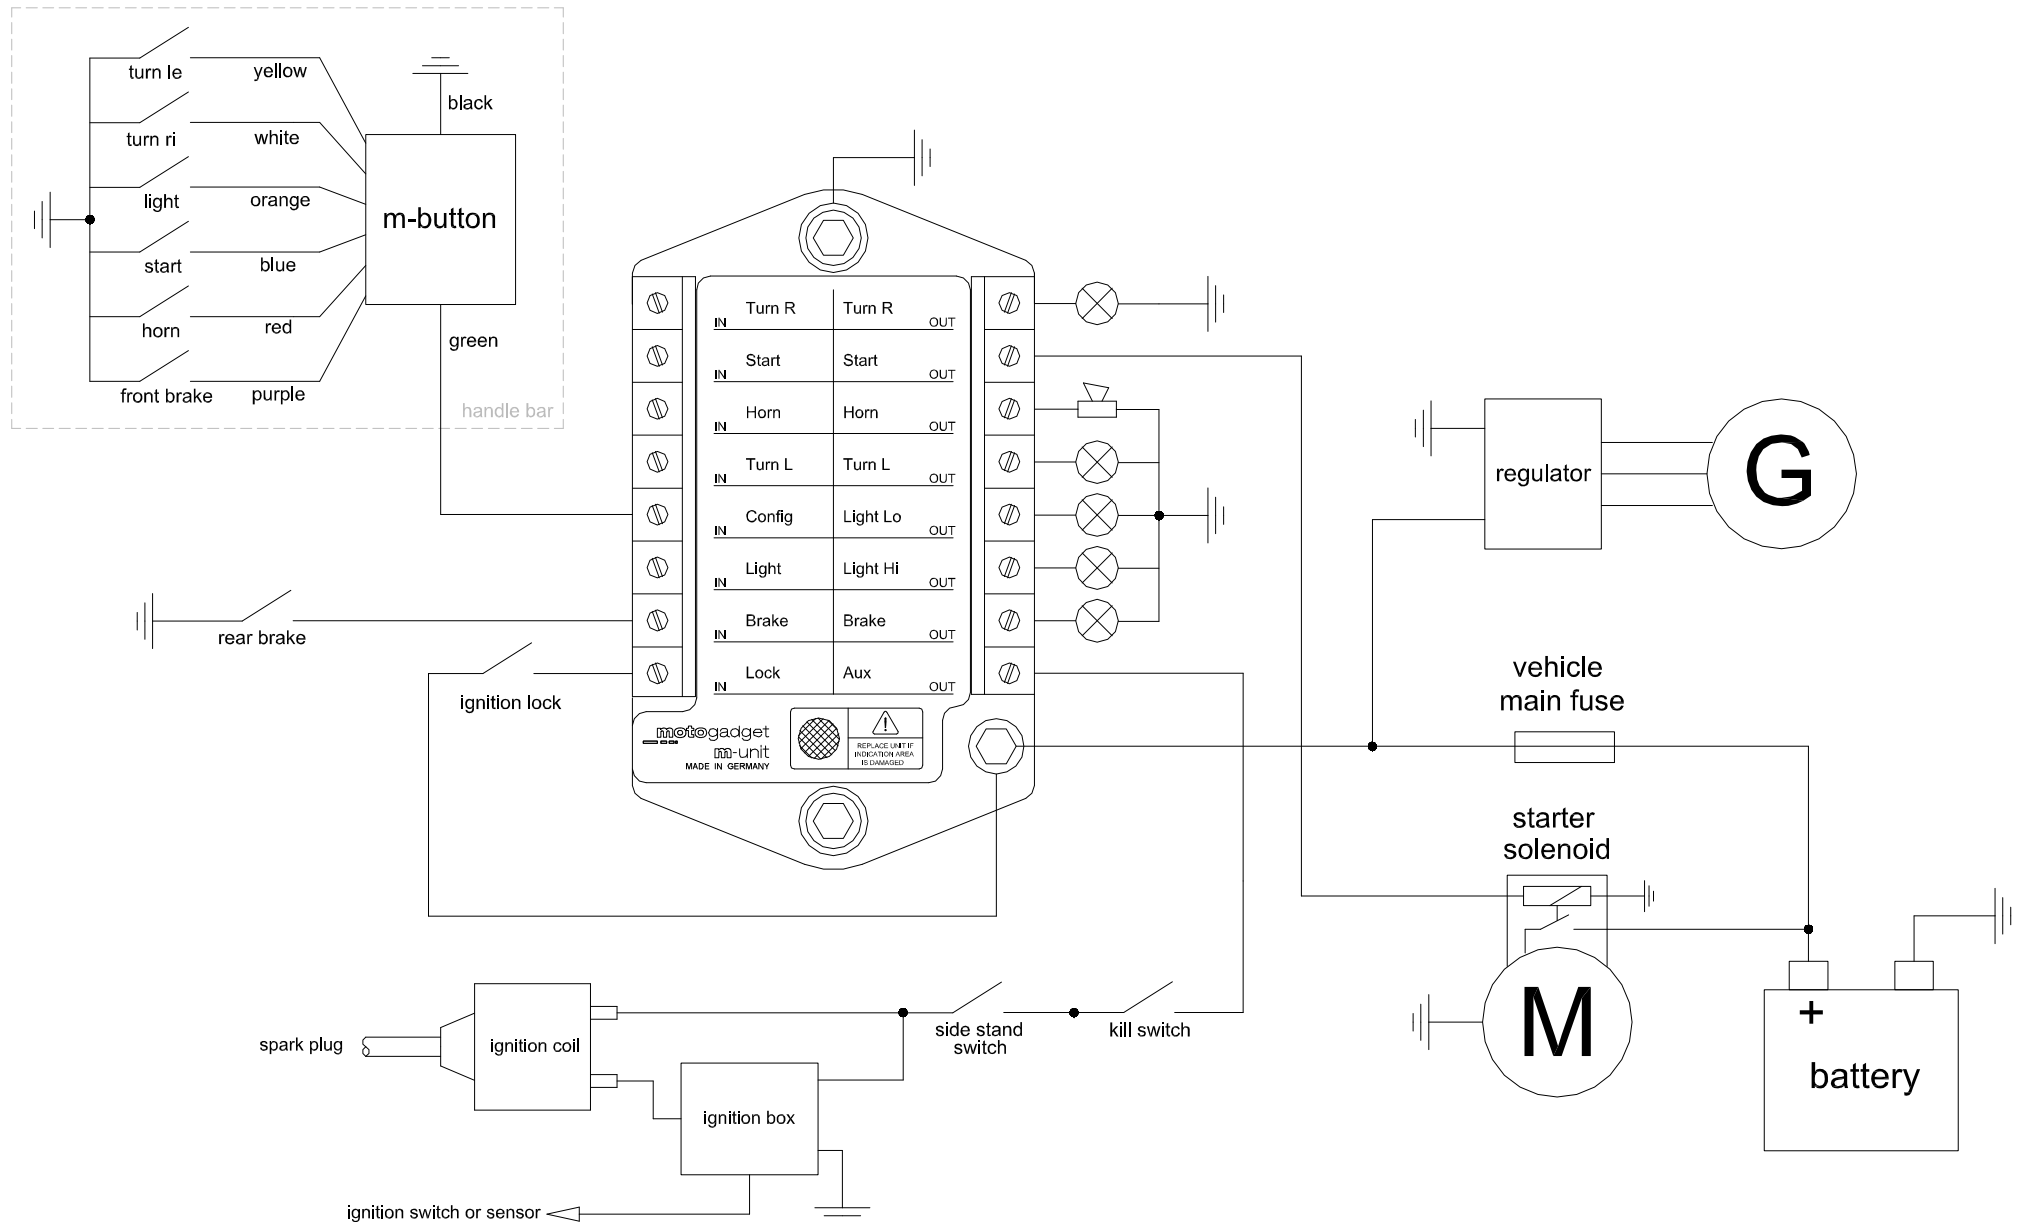 turn le
yellow
turn ri
white
light
orange
start
blue
horn
red
front brake
purple
black
m-button
green
handle bar
rear brake
ignition lock
IN Turn R Turn R OUT
IN Start Start OUT
IN Horn Horn OUT
IN Turn L Turn L OUT
IN Config Light Lo OUT
IN Light Light Hi OUT
IN Brake Brake OUT
IN Lock Aux OUT
motogadget
m-unit
MADE IN GERMANY
!
REPLACE UNIT IF
INDICATION AREA
IS DAMAGED
regulator
G
vehicle
main fuse
starter
solenoid
M
+
battery
spark plug
ignition coil
side stand
switch
kill switch
ignition box
ignition switch or sensor